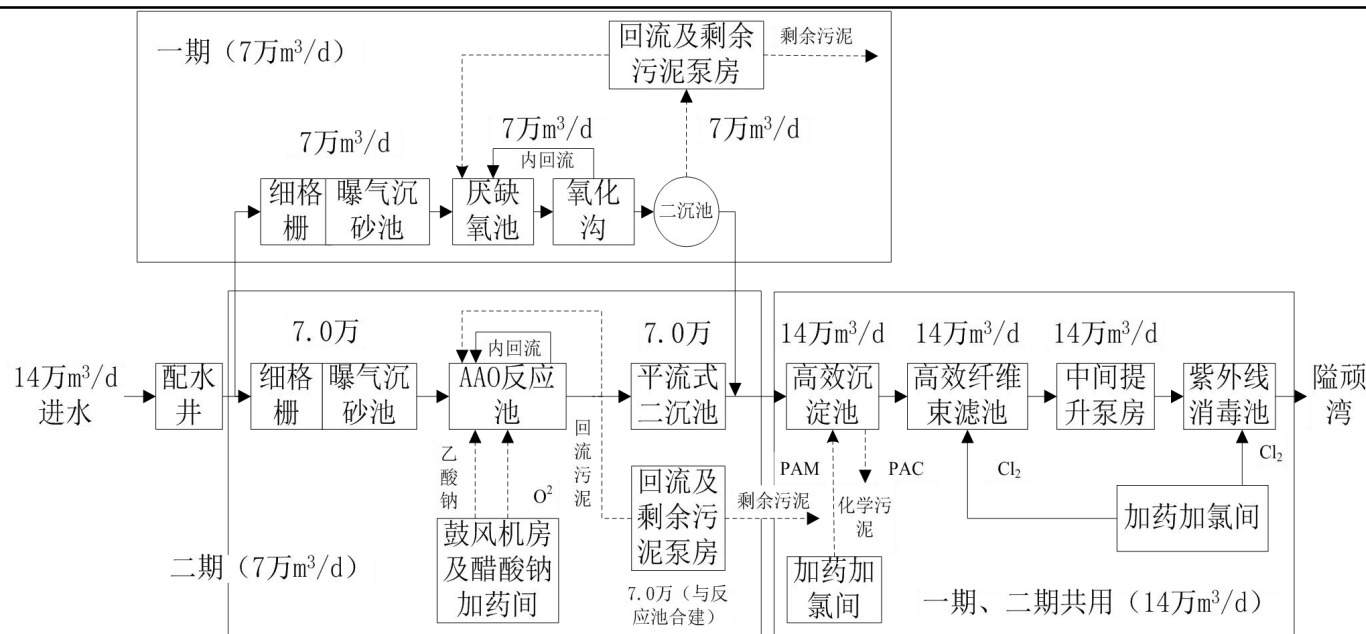 一期（7万m³/d）
回流及剩余
污泥泵房
剩余污泥
7万m³/d
7万m³/d
7万m³/d
内回流
细格
栅
曝气沉
砂池
厌缺
氧池
氧化
沟
二沉池
7.0万
内回流
7.0万
14万m³/d
14万m³/d
14万m³/d
14万m³/d
进水
配水
井
细格
栅
曝气沉
砂池
AAO反应
池
平流式
二沉池
高效沉
淀池
高效纤维
束滤池
中间提
升泵房
紫外线
消毒池
隘顽
湾
乙
酸
钠
O²
回
流
污
泥
PAM
PAC
Cl₂
Cl₂
回流及
剩余污
泥泵房
剩余污泥
化学污
泥
加药加氯间
鼓风机房
及醋酸钠
加药间
加药加
氯间
二期（7万m³/d）
7.0万（与反
应池合建）
一期、二期共用（14万m³/d）